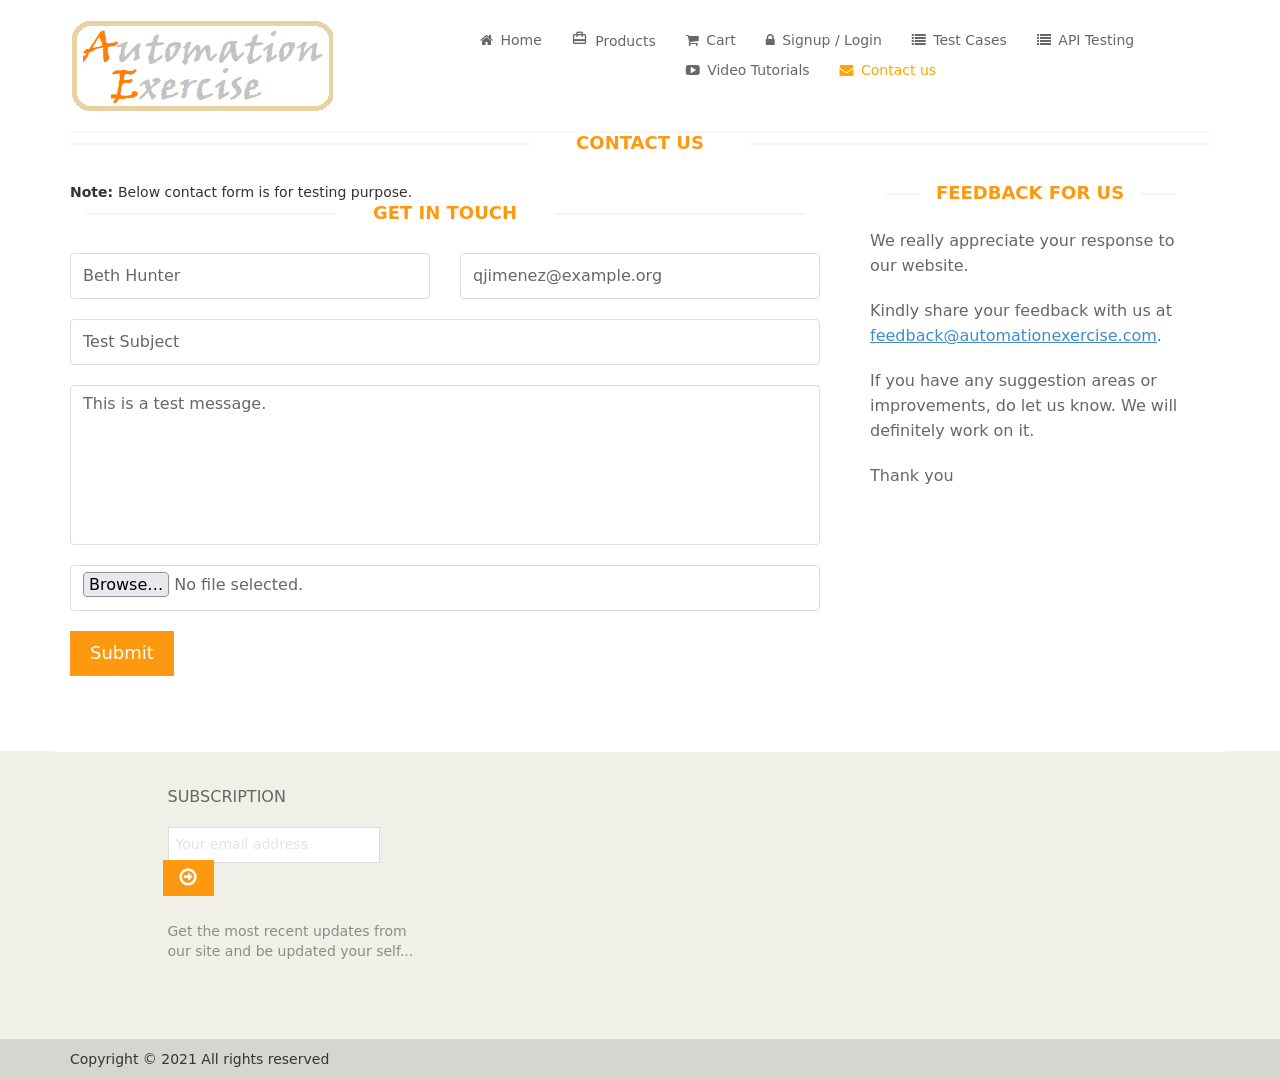 Automation
Exercise
Home
Products
Cart
Signup / Login
Test Cases
API Testing
Video Tutorials
Contact us
CONTACT US
Note: Below contact form is for testing purpose.
GET IN TOUCH
Beth Hunter
qjimenez@example.org
Test Subject
This is a test message.
Browse... No file selected.
Submit
FEEDBACK FOR US
We really appreciate your response to
our website.
Kindly share your feedback with us at
feedback@automationexercise.com.
If you have any suggestion areas or
improvements, do let us know. We will
definitely work on it.
Thank you
SUBSCRIPTION
Your email address
Get the most recent updates from
our site and be updated your self...
Copyright © 2021 All rights reserved